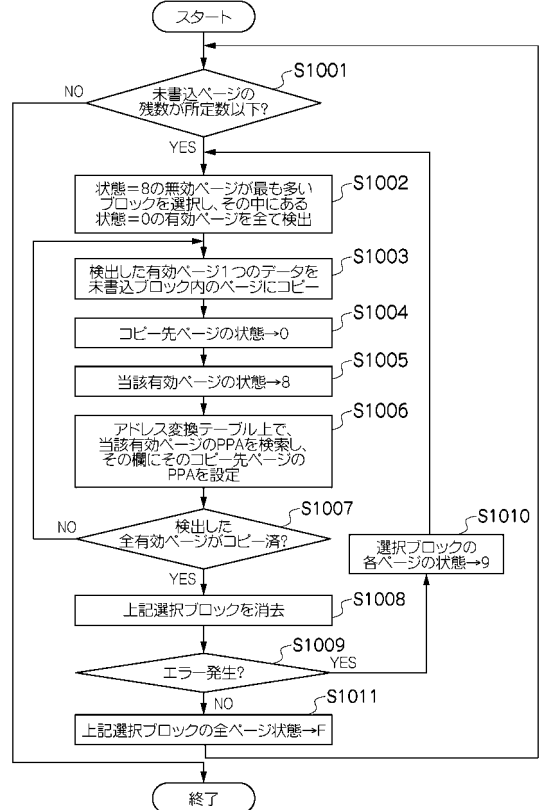 スタート
S1001
未書込ページの
残数が所定数以下?
NO
YES
S1002
状態=8の無効ページが最も多い
ブロックを選択し、その中にある
状態=0の有効ページを全て検出
S1003
検出した有効ページ1つのデータを
未書込ブロック内のページにコピー
S1004
コピー先ページの状態→0
S1005
当該有効ページの状態→8
S1006
アドレス変換テーブル上で、
当該有効ページのPPAを検索し、
その欄にそのコピー先ページの
PPAを設定
S1007
検出した
全有効ページがコピー済?
NO
YES
S1010
選択ブロックの
各ページの状態→9
S1008
上記選択ブロックを消去
S1009
エラー発生?
YES
NO
S1011
上記選択ブロックの全ページ状態→F
終了